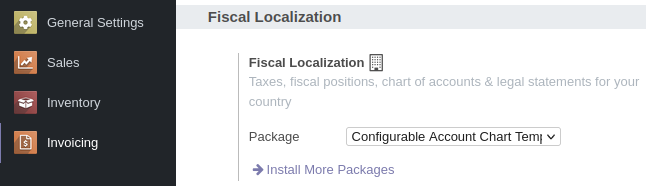 General Settings
Sales
Inventory
Invoicing
Fiscal Localization
Fiscal Localization
Taxes, fiscal positions, chart of accounts & legal statements for your
country
Package
Configurable Account Chart Temp
Install More Packages